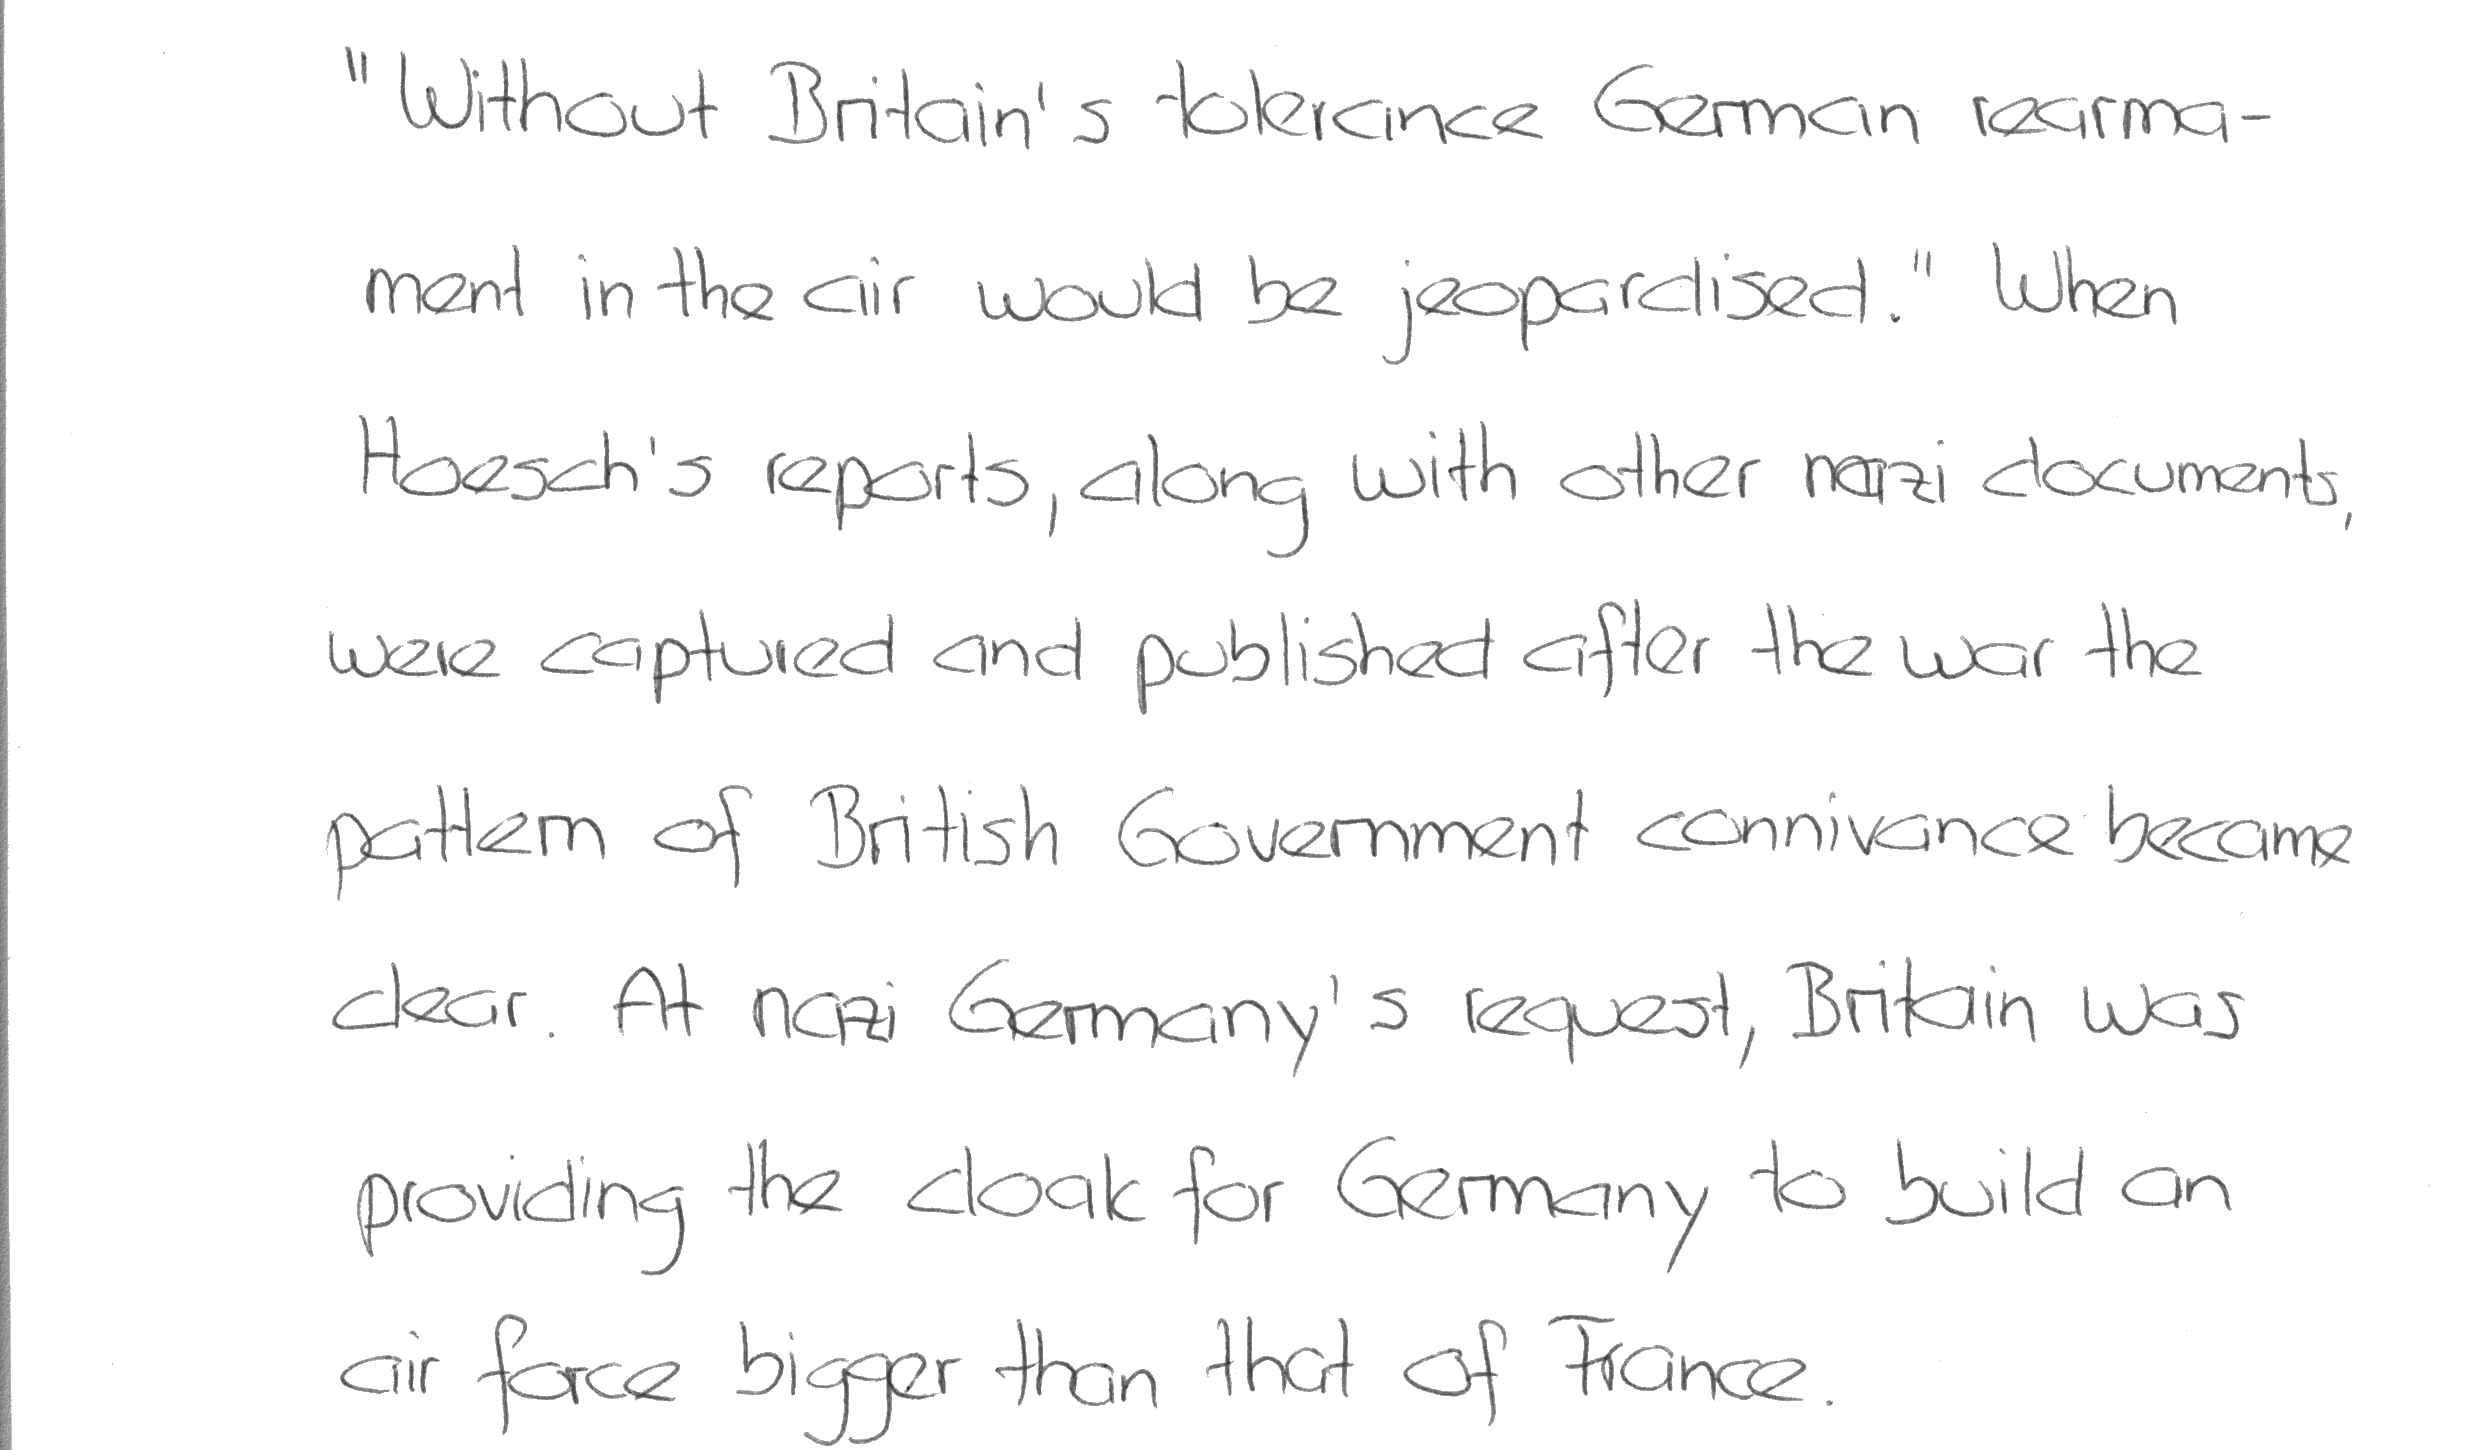 "Without Britain's tolerance German rearma-
ment in the air would be jeopardised." When
Hoesch's reports, along with other nazi documents,
were captured and published after the war the
pattern of British Government connivance became
clear. At nazi Germany's request, Britain was
providing the cloak for Germany to build an
air force bigger than that of France.